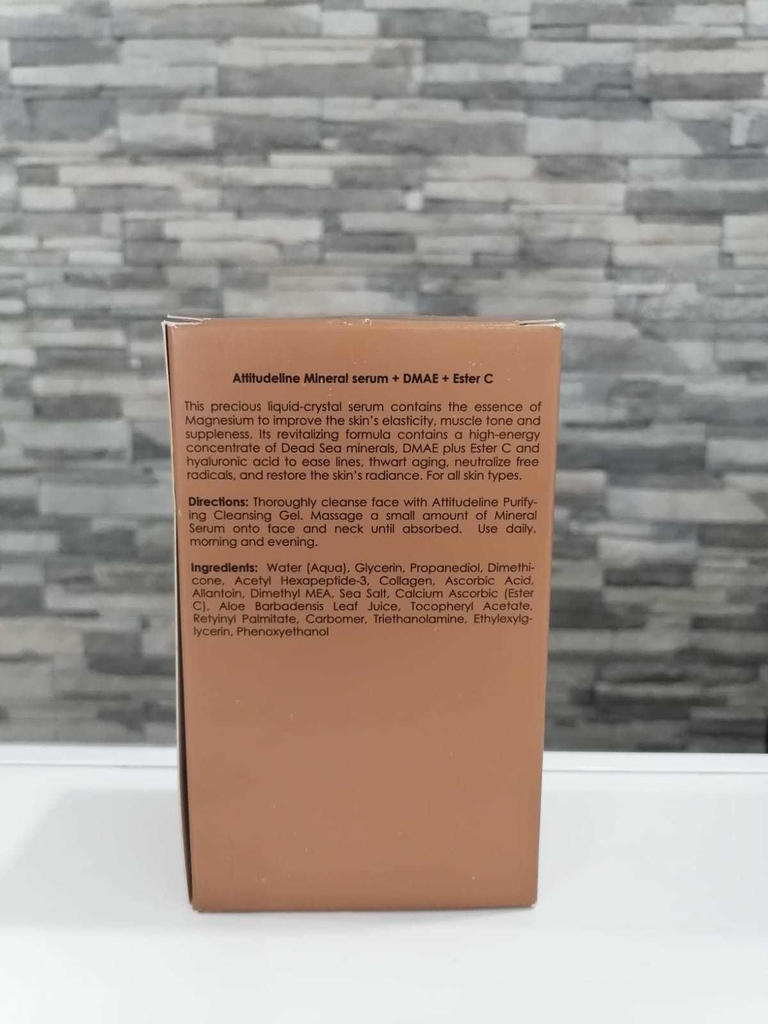 Attitudeline Mineral serum + DMAE + Ester C
This precious liquid-crystal serum contains the essence of
Magnesium to improve the skin's elasticity, muscle tone and
suppleness. Its revitalizing formula contains a high-energy
concentrate of Dead Sea minerals, DMAE plus Ester C and
hyaluronic acid to ease lines, thwart aging, neutralize free
radicals, and restore the skin's radiance. For all skin types.
Directions: Thoroughly cleanse face with Attitudeline Purify-
ing Cleansing Gel. Massage a small amount of Mineral
Serum onto face and neck until absorbed. Use daily,
morning and evening.
Ingredients: Water (Aqua), Glycerin, Propanediol, Dimethi-
cone, Acetyl Hexapeptide-3, Collagen, Ascorbic Acid,
Allantoin, Dimethyl MEA, Sea Salt, Calcium Ascorbic (Ester
C), Aloe Barbadensis Leaf Juice, Tocopheryl Acetate,
Retyinyl Palmitate, Carbomer, Triethanolamine, Ethylexylg-
lycerin, Phenoxyethanol